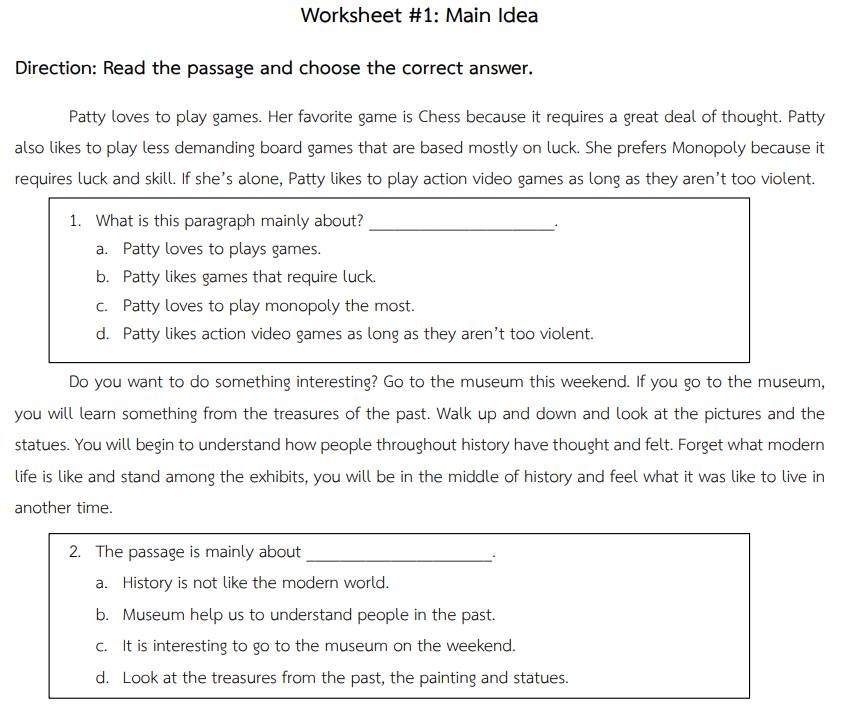 Worksheet #1: Main Idea
Direction: Read the passage and choose the correct answer.
Patty loves to play games. Her favorite game is Chess because it requires a great deal of thought. Patty
also likes to play less demanding board games that are based mostly on luck. She prefers Monopoly because it
requires luck and skill. If she's alone, Patty likes to play action video games as long as they aren't too violent.
1. What is this paragraph mainly about? ____________________.
a. Patty loves to plays games.
b. Patty likes games that require luck.
c. Patty loves to play monopoly the most.
d. Patty likes action video games as long as they aren't too violent.
Do you want to do something interesting? Go to the museum this weekend. If you go to the museum,
you will learn something from the treasures of the past. Walk up and down and look at the pictures and the
statues. You will begin to understand how people throughout history have thought and felt. Forget what modern
life is like and stand among the exhibits, you will be in the middle of history and feel what it was like to live in
another time.
2. The passage is mainly about ____________________.
a. History is not like the modern world.
b. Museum help us to understand people in the past.
c. It is interesting to go to the museum on the weekend.
d. Look at the treasures from the past, the painting and statues.